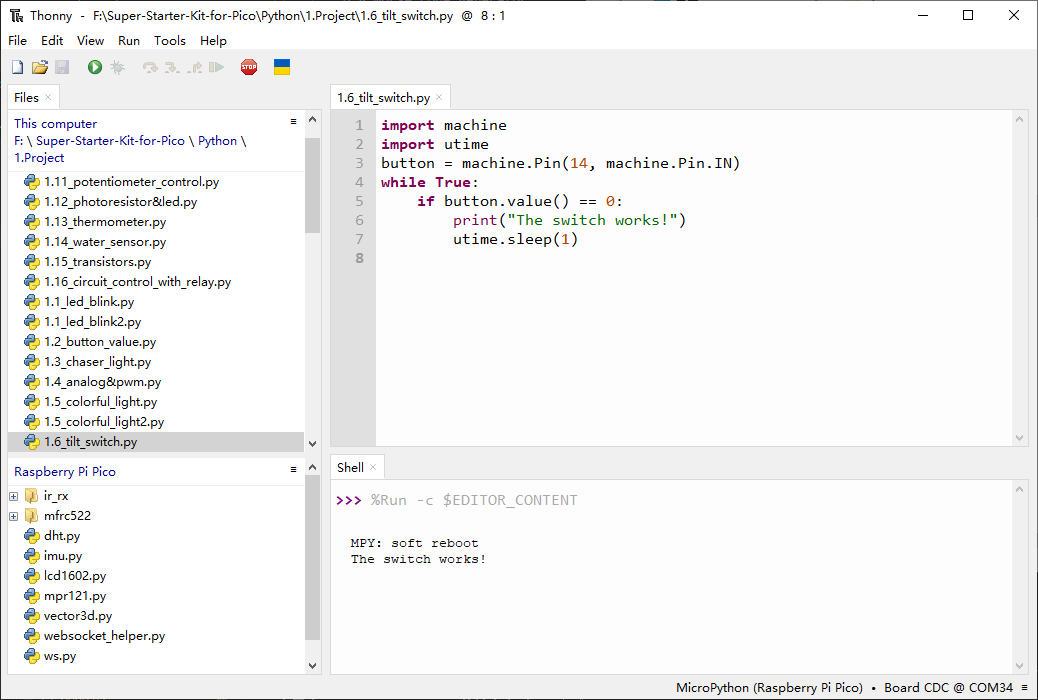 Thonny - F:\Super-Starter-Kit-for-Pico\Python\1.Project\1.6_tilt_switch.py @ 8 : 1
File Edit View Run Tools Help
STOP
Files ×
This computer ≡
F: \ Super-Starter-Kit-for-Pico \ Python \
1.Project
1.11_potentiometer_control.py
1.12_photoresistor&led.py
1.13_thermometer.py
1.14_water_sensor.py
1.15_transistors.py
1.16_circuit_control_with_relay.py
1.1_led_blink.py
1.1_led_blink2.py
1.2_button_value.py
1.3_chaser_light.py
1.4_analog&pwm.py
1.5_colorful_light.py
1.5_colorful_light2.py
1.6_tilt_switch.py
Raspberry Pi Pico ≡
ir_rx
mfrc522
dht.py
imu.py
lcd1602.py
mpr121.py
vector3d.py
websocket_helper.py
ws.py
1.6_tilt_switch.py ×
1 import machine
2 import utime
3 button = machine.Pin(14, machine.Pin.IN)
4 while True:
5     if button.value() == 0:
6         print("The switch works!")
7         utime.sleep(1)
8
Shell ×
>>> %Run -c $EDITOR_CONTENT
MPY: soft reboot
The switch works!
MicroPython (Raspberry Pi Pico) • Board CDC @ COM34 ≡